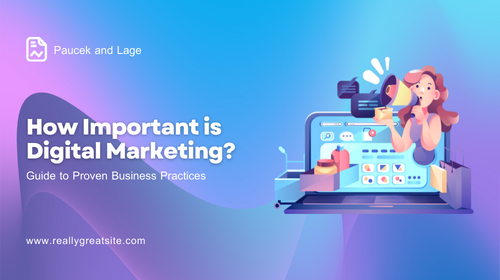 Paucek and Lage
How Important is
Digital Marketing?
Guide to Proven Business Practices
www.reallygreatsite.com